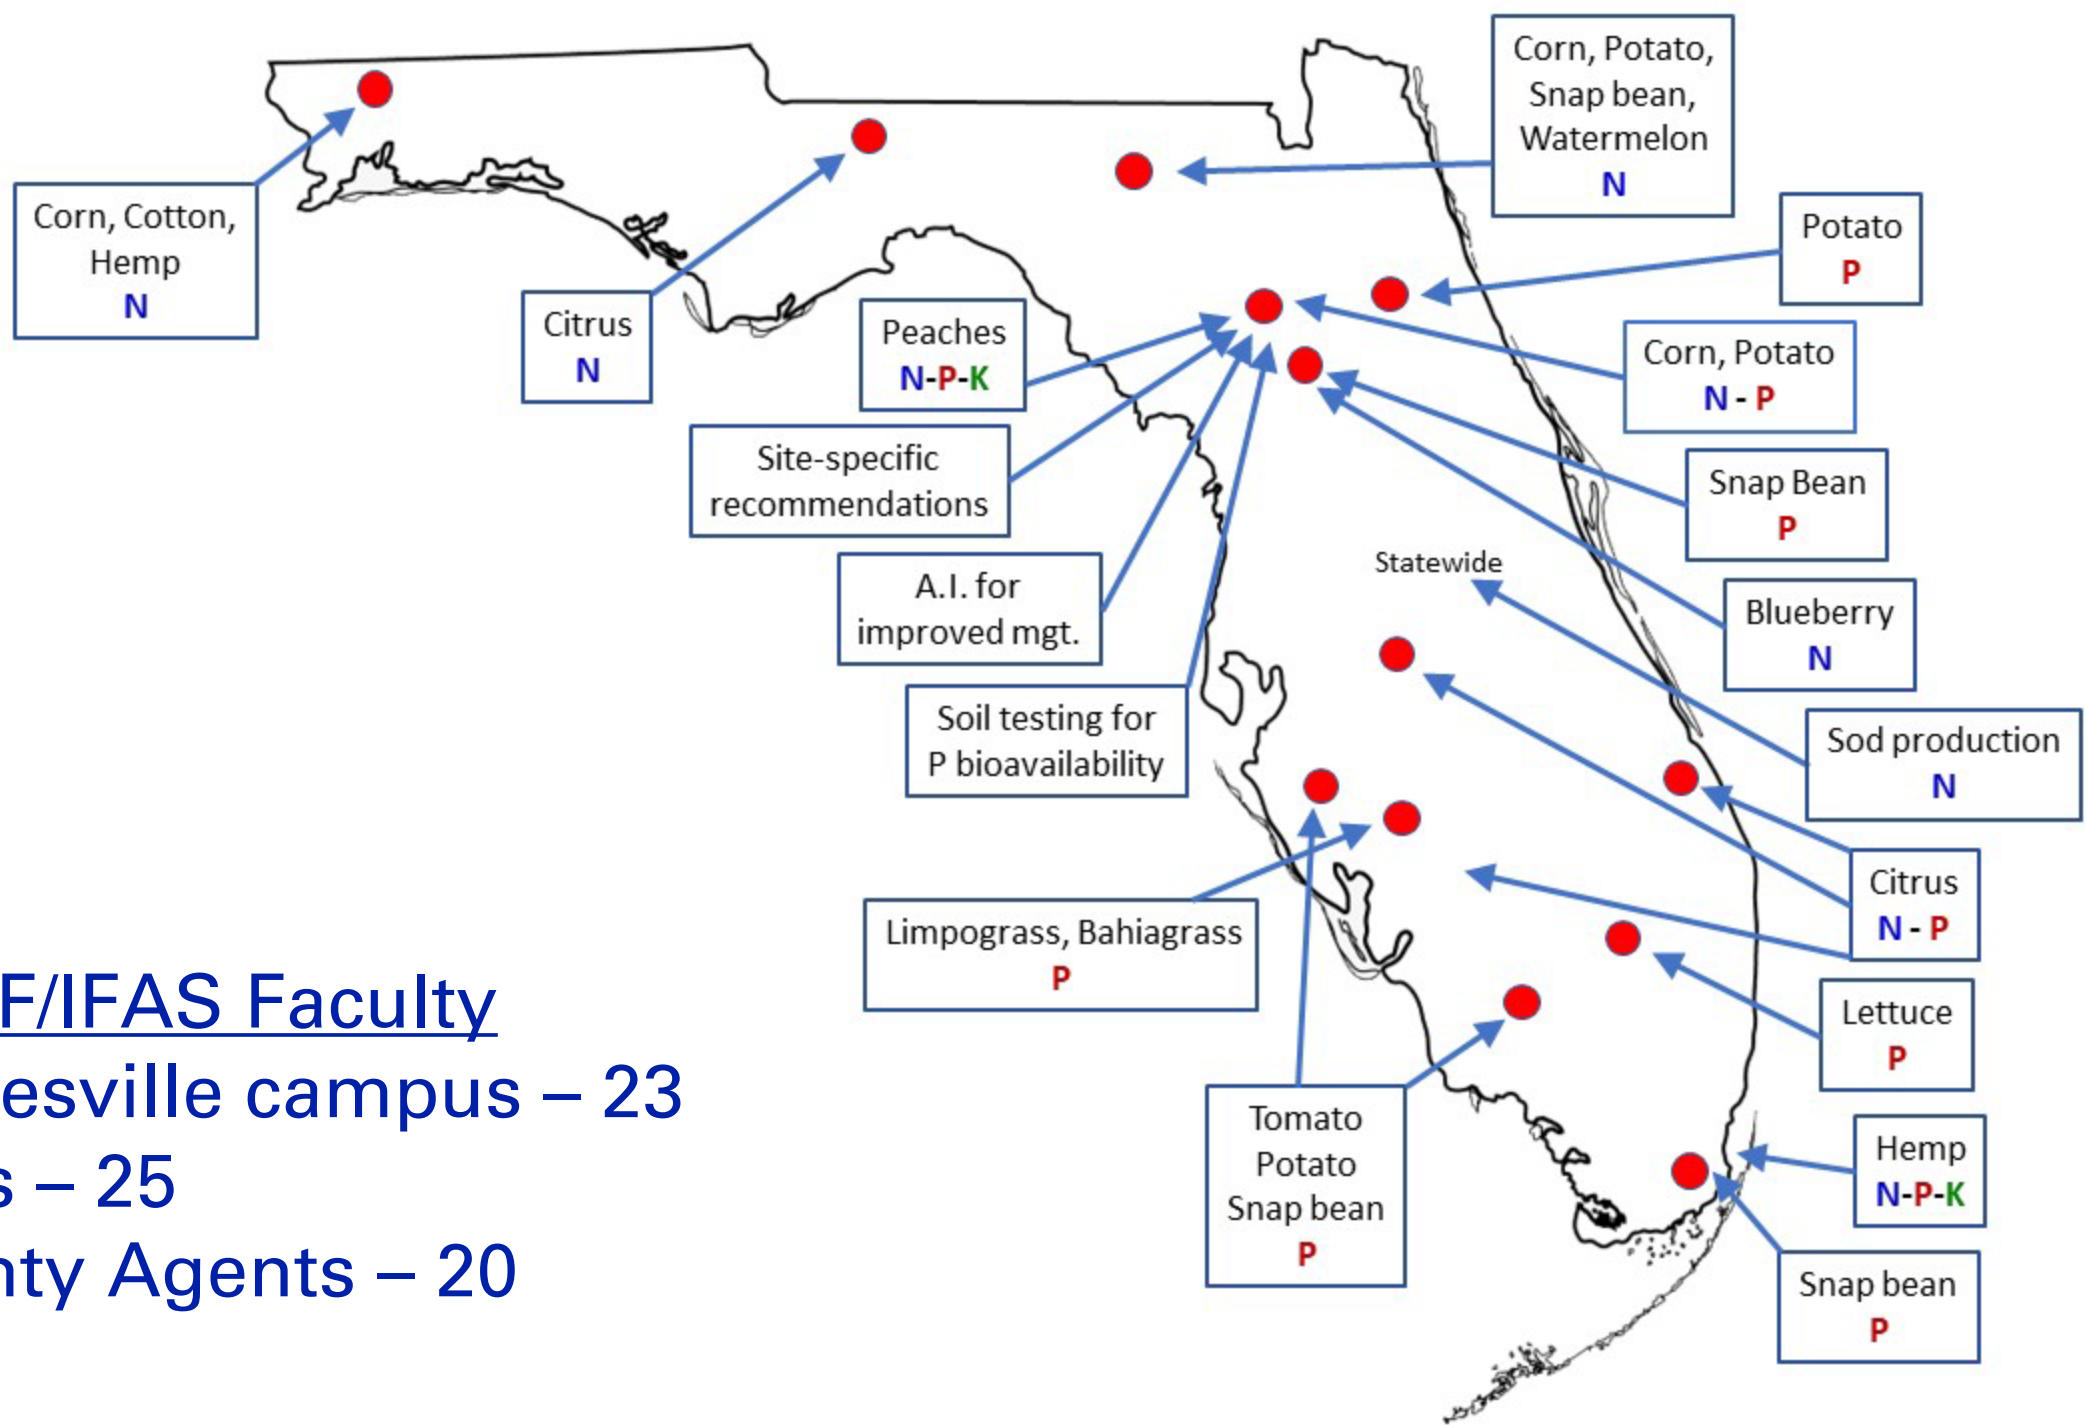 Corn, Potato,
Snap bean,
Watermelon
N
Corn, Cotton,
Hemp
N
Citrus
N
Potato
P
Peaches
N-P-K
Corn, Potato
N - P
Site-specific
recommendations
Snap Bean
P
A.I. for
improved mgt.
Statewide
Blueberry
N
Soil testing for
P bioavailability
Sod production
N
Limpograss, Bahiagrass
P
Citrus
N - P
Lettuce
P
Tomato
Potato
Snap bean
P
Hemp
N-P-K
Snap bean
P
F/IFAS Faculty
esville campus – 23
s – 25
nty Agents – 20